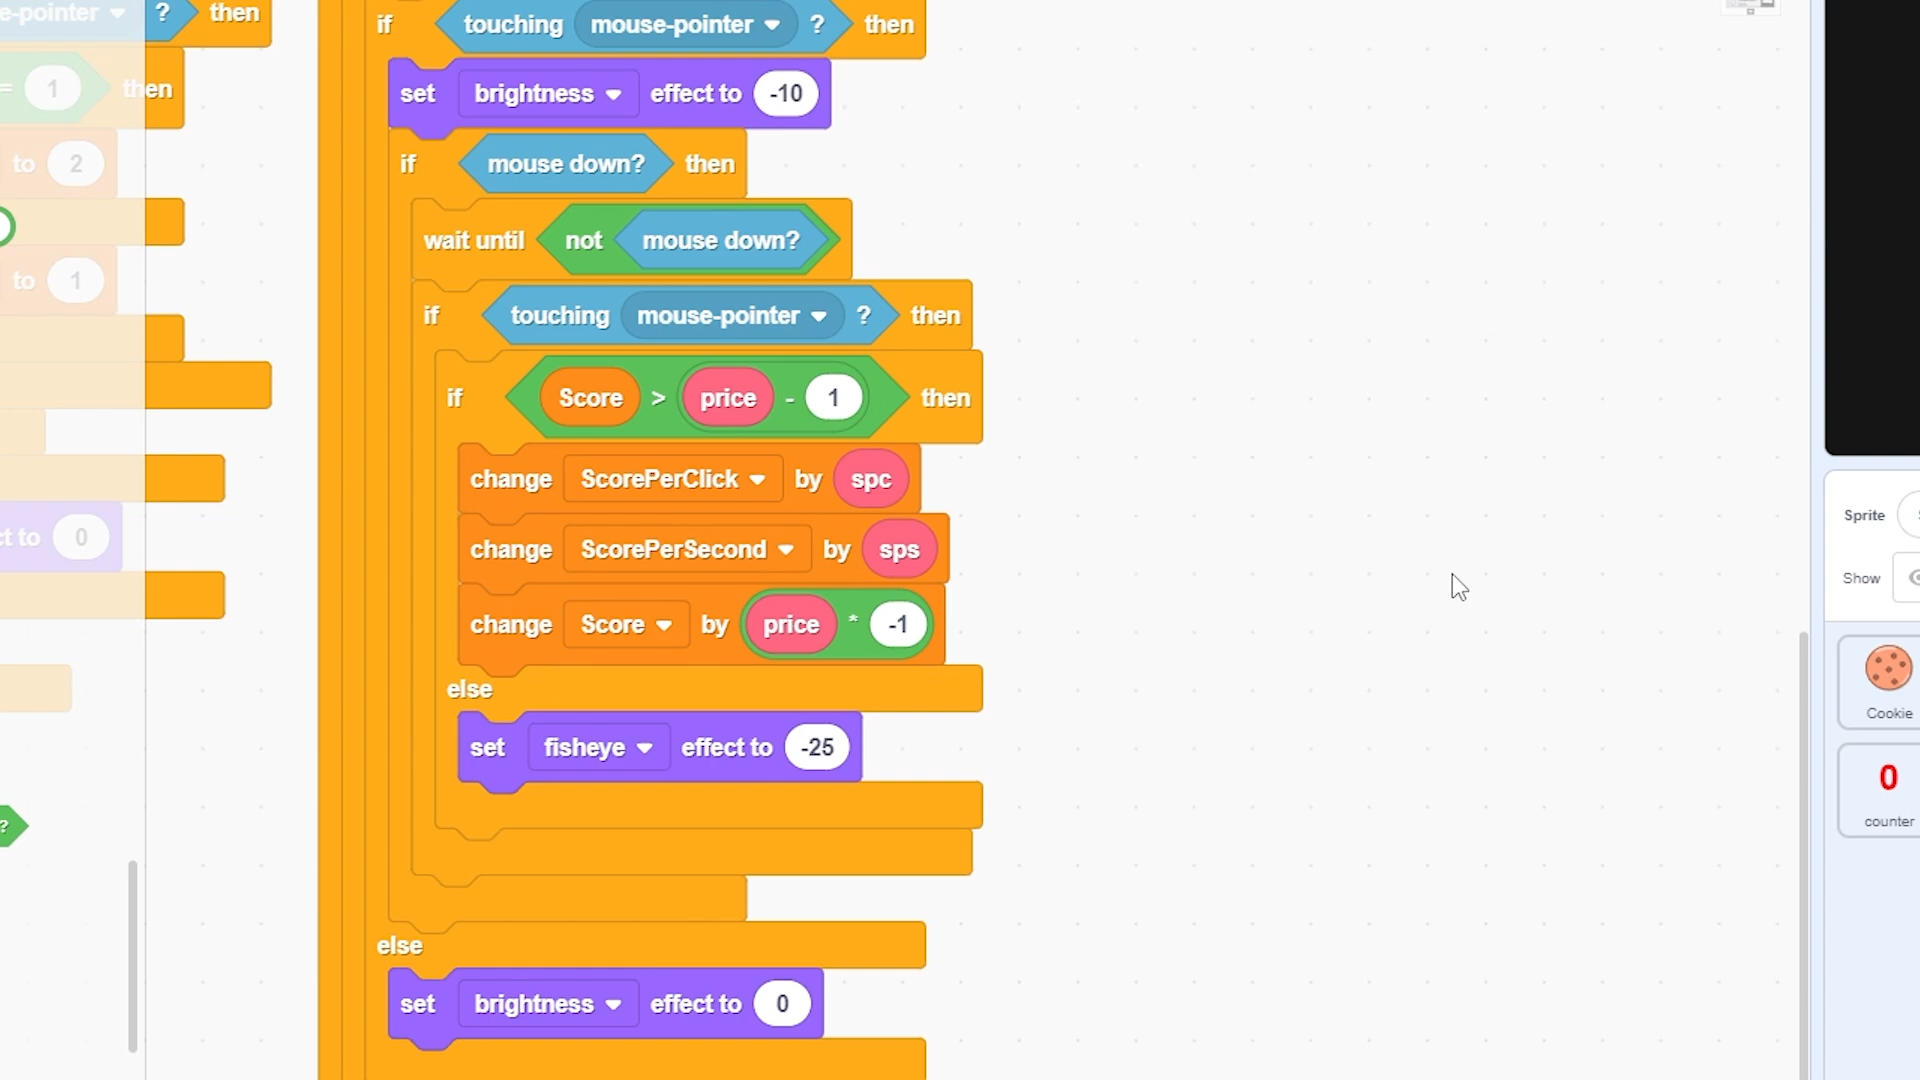 e-pointer ? then
= 1 then
to 2
to 1
ct to 0
?
if touching mouse-pointer ? then
set brightness effect to -10
if mouse down? then
wait until not mouse down?
if touching mouse-pointer ? then
if Score > price - 1 then
change ScorePerClick by spc
change ScorePerSecond by sps
change Score by price * -1
else
set fisheye effect to -25
else
set brightness effect to 0
Sprite
Show
Cookie
0
counter